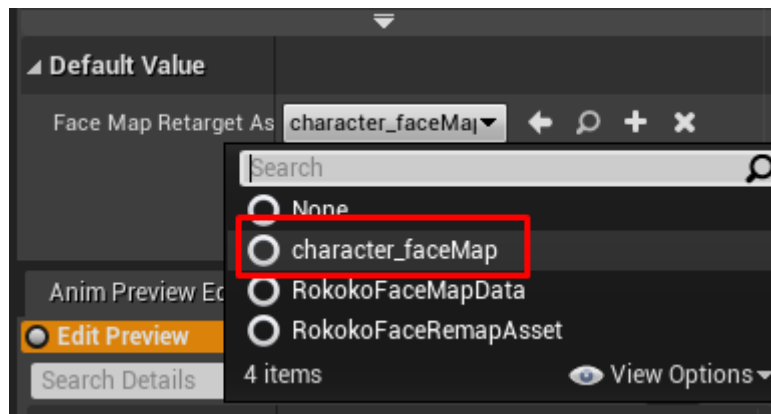 Default Value
Face Map Retarget As
character_faceMa
Search
None
character_faceMap
RokokoFaceMapData
RokokoFaceRemapAsset
4 items
View Options
Anim Preview Ed
Edit Preview
Search Details